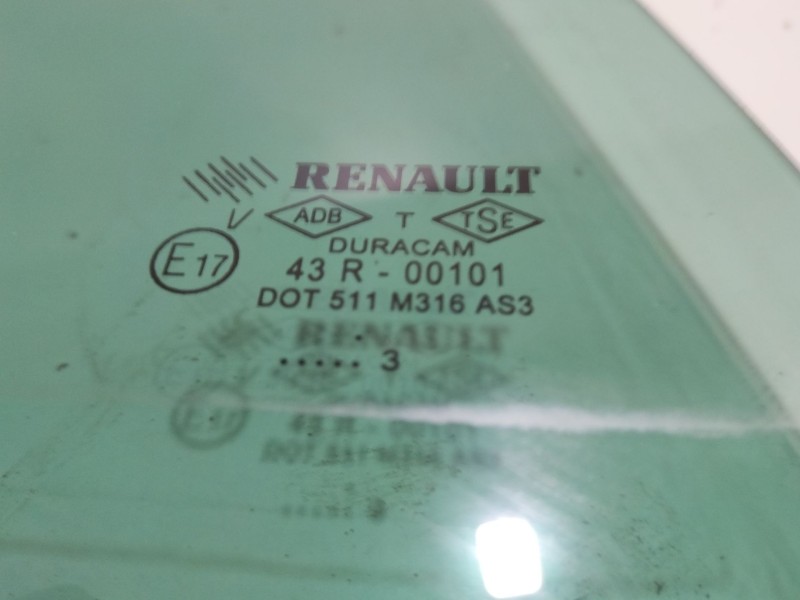 RENAULT
V ADB T TSE
DURACAM
E17 43 R - 00101
DOT 511 M316 AS3
..... 3